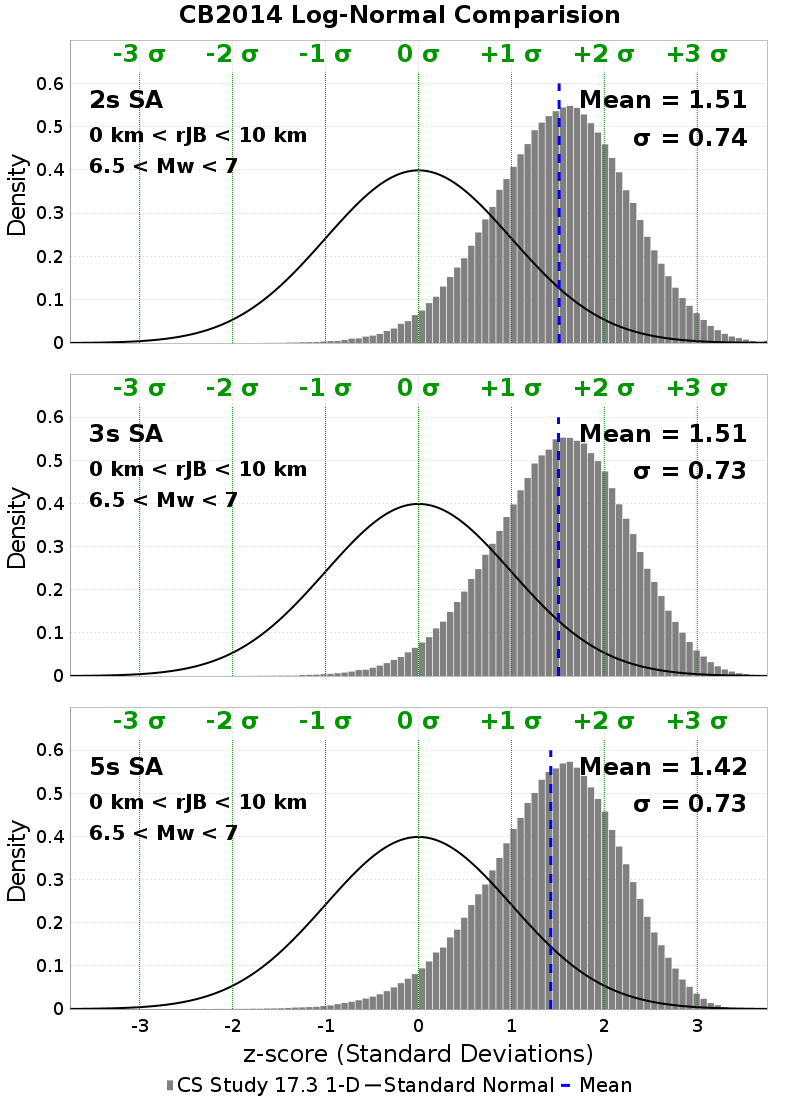 CB2014 Log-Normal Comparision
-3 σ -2 σ -1 σ 0 σ +1 σ +2 σ +3 σ
2s SA
0 km < rJB < 10 km
6.5 < Mw < 7
Mean = 1.51
σ = 0.74
Density
0.6
0.5
0.4
0.3
0.2
0.1
0
-3 σ -2 σ -1 σ 0 σ +1 σ +2 σ +3 σ
3s SA
0 km < rJB < 10 km
6.5 < Mw < 7
Mean = 1.51
σ = 0.73
Density
0.6
0.5
0.4
0.3
0.2
0.1
0
-3 σ -2 σ -1 σ 0 σ +1 σ +2 σ +3 σ
5s SA
0 km < rJB < 10 km
6.5 < Mw < 7
Mean = 1.42
σ = 0.73
Density
0.6
0.5
0.4
0.3
0.2
0.1
0
-3 -2 -1 0 1 2 3
z-score (Standard Deviations)
CS Study 17.3 1-D Standard Normal Mean